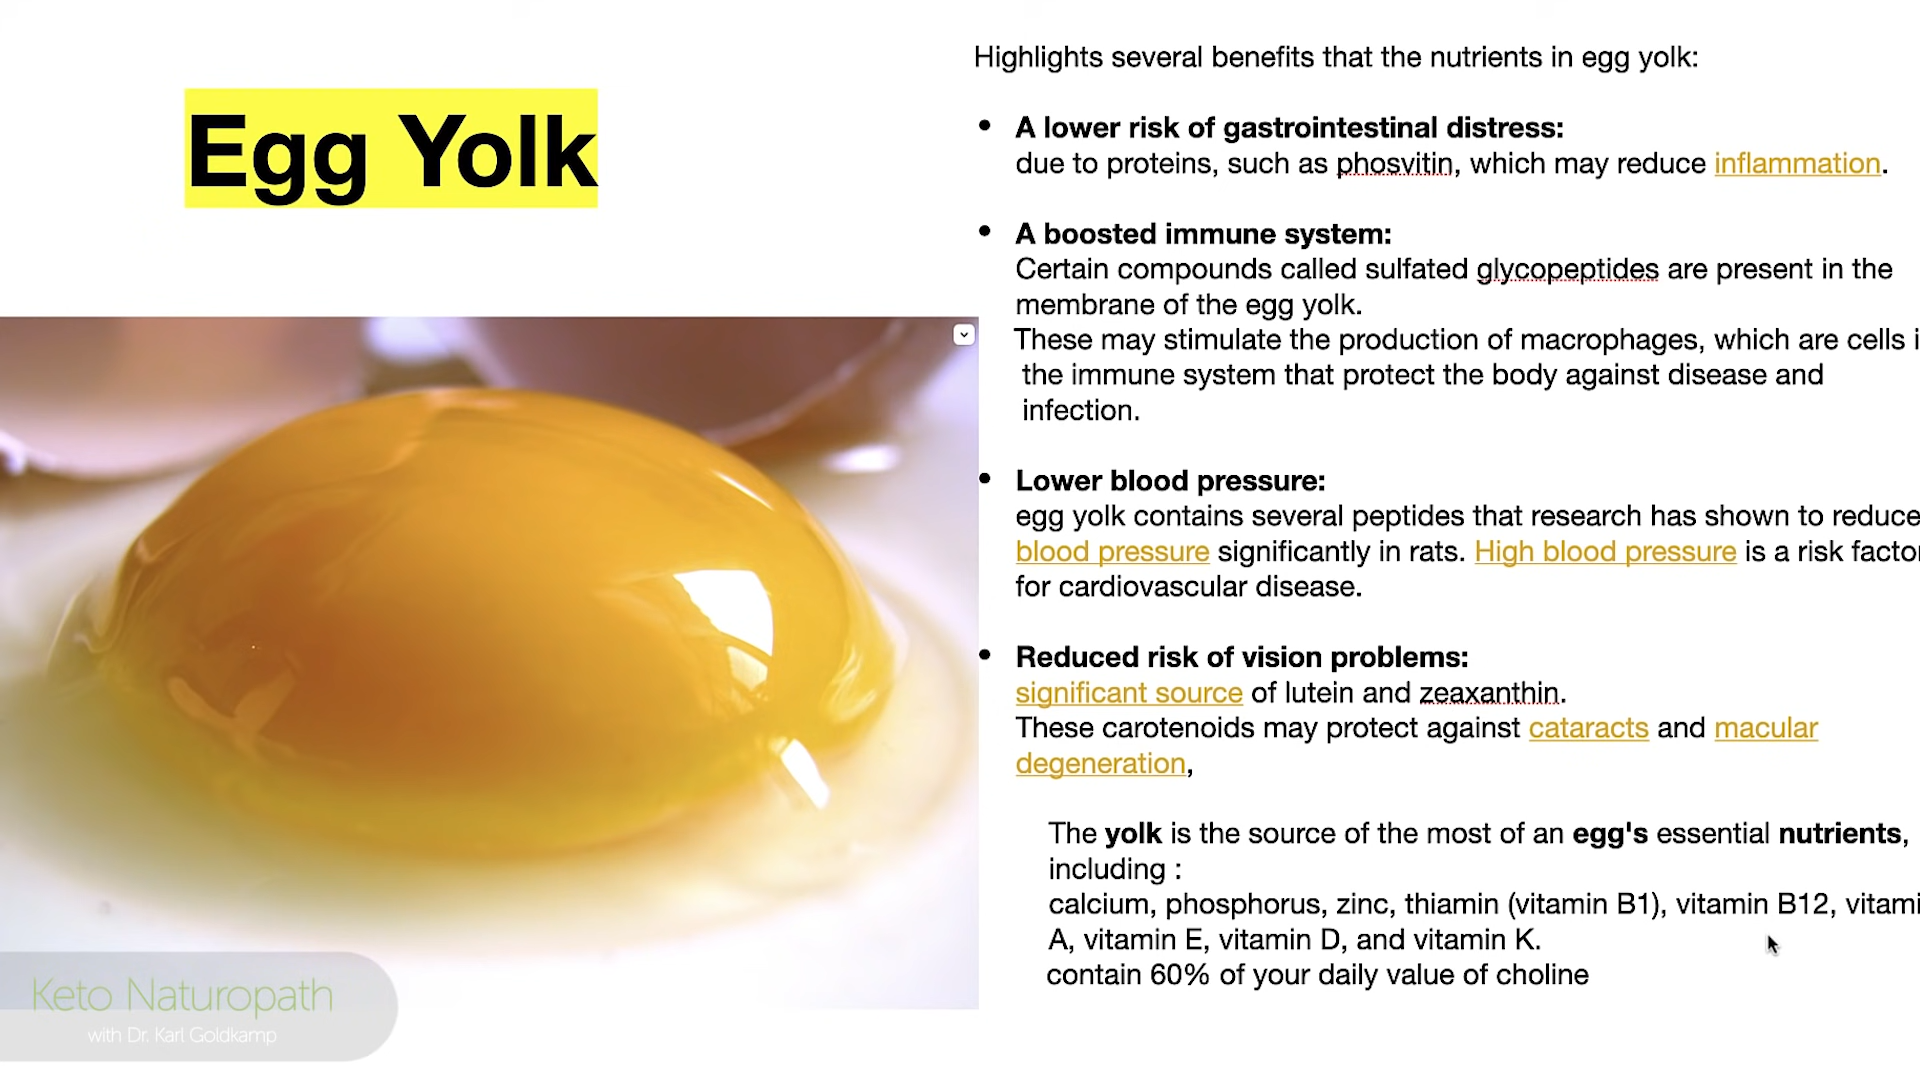 Egg Yolk
Highlights several benefits that the nutrients in egg yolk:
• A lower risk of gastrointestinal distress:
due to proteins, such as phosvitin, which may reduce inflammation.
• A boosted immune system:
Certain compounds called sulfated glycopeptides are present in the
membrane of the egg yolk.
These may stimulate the production of macrophages, which are cells i
the immune system that protect the body against disease and
infection.
• Lower blood pressure:
egg yolk contains several peptides that research has shown to reduce
blood pressure significantly in rats. High blood pressure is a risk factor
for cardiovascular disease.
• Reduced risk of vision problems:
significant source of lutein and zeaxanthin.
These carotenoids may protect against cataracts and macular
degeneration,
The yolk is the source of the most of an egg's essential nutrients,
including :
calcium, phosphorus, zinc, thiamin (vitamin B1), vitamin B12, vitami
A, vitamin E, vitamin D, and vitamin K.
contain 60% of your daily value of choline
Keto Naturopath
with Dr. Karl Goldkamp